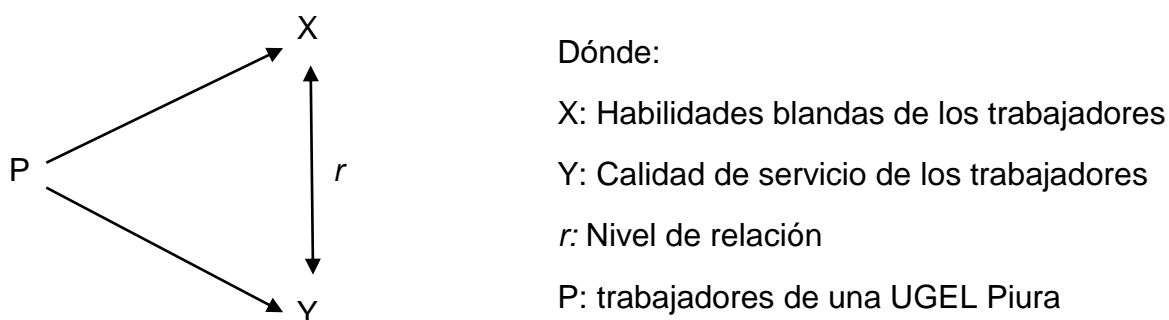 X
P
r
Y
Dónde:
X: Habilidades blandas de los trabajadores
Y: Calidad de servicio de los trabajadores
r: Nivel de relación
P: trabajadores de una UGEL Piura